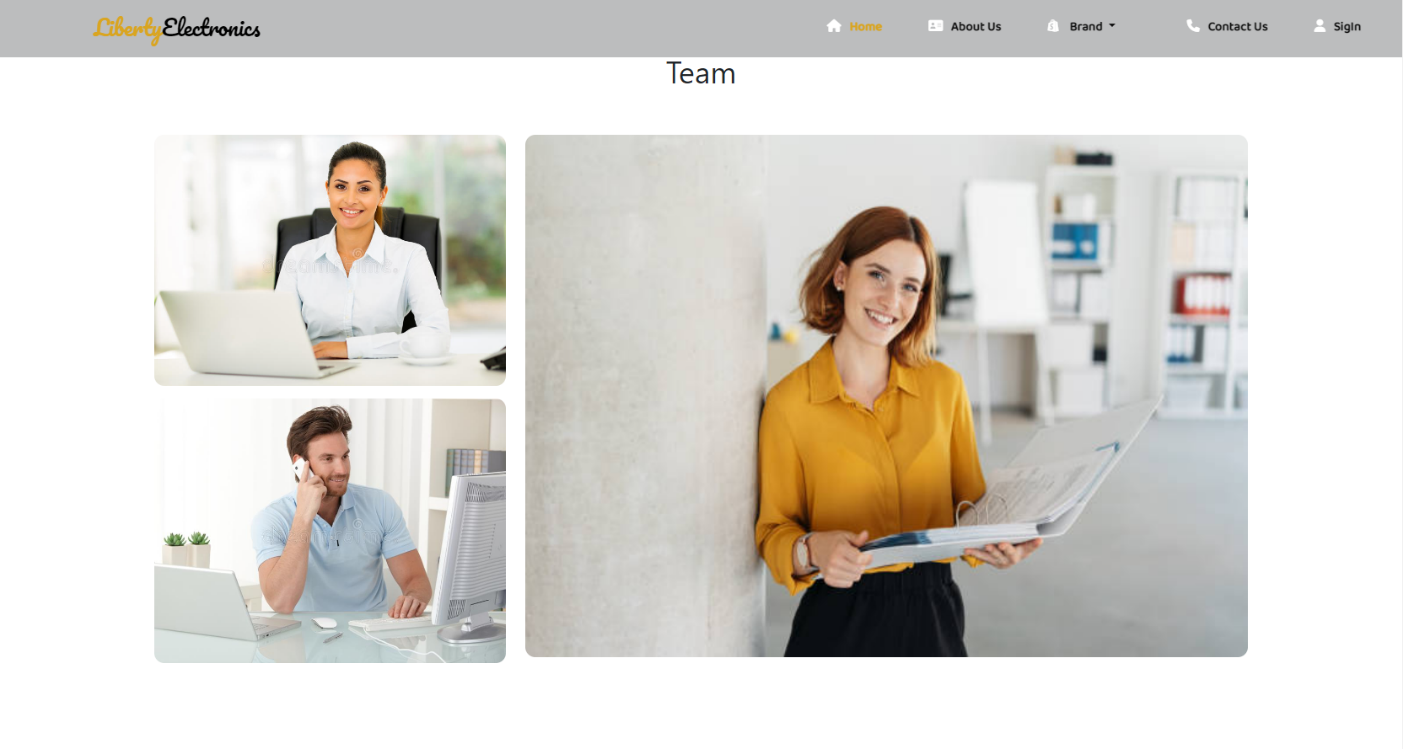 LibertyElectronics
Home
About Us
Brand
Contact Us
SigIn
Team